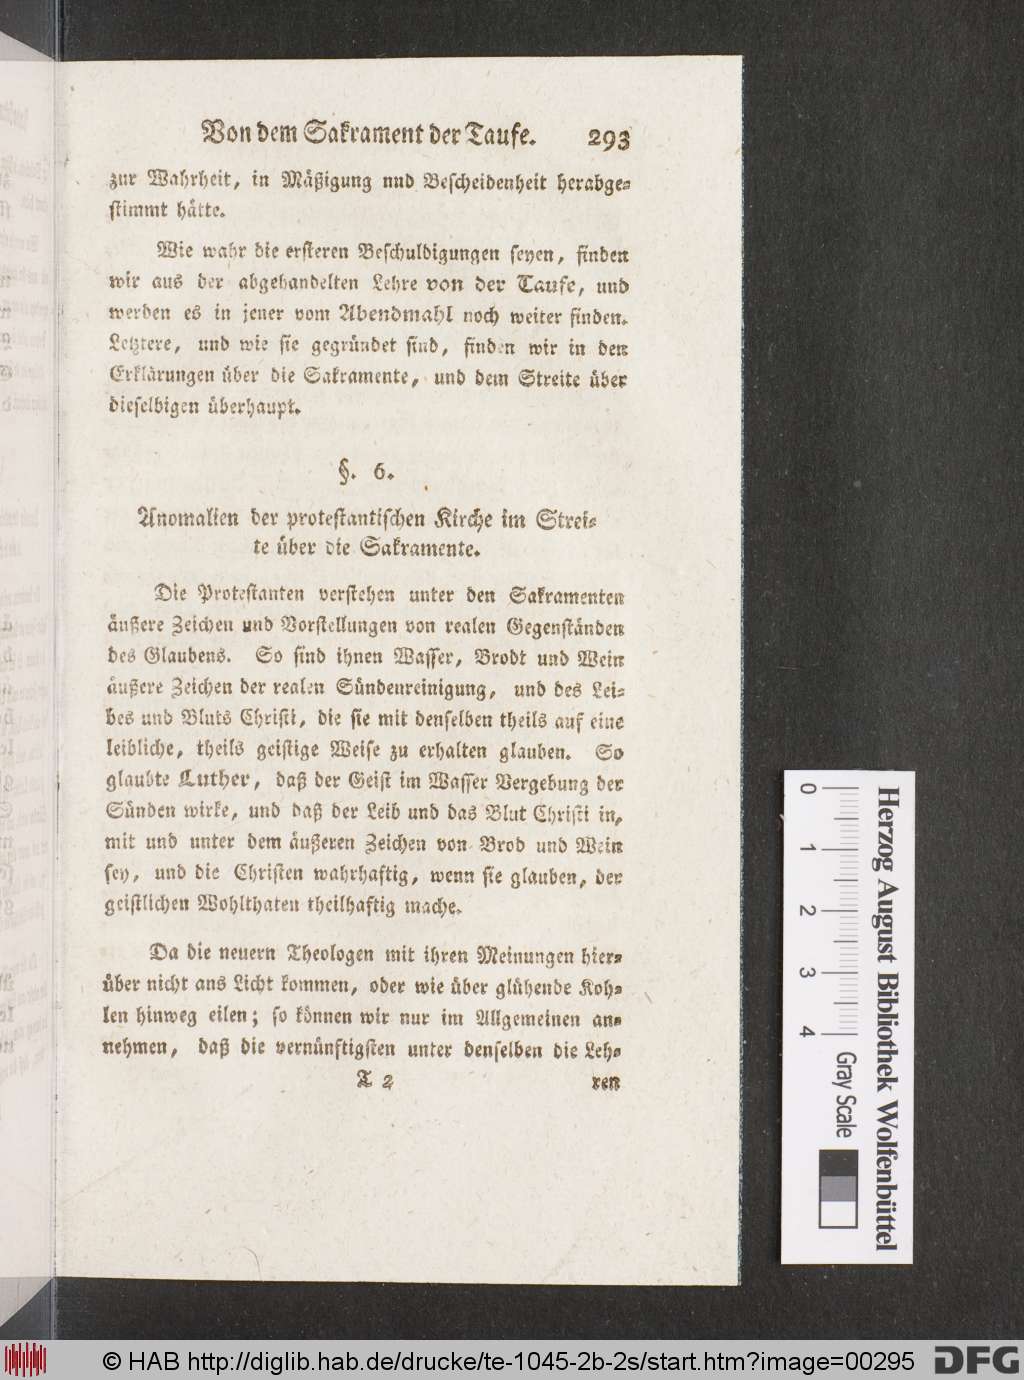 Von dem Sakrament der Taufe. 293
zur Wahrheit, in Mäßigung nnd Bescheidenheit herabge-
stimmt hätte.
Wie wahr die ersteren Beschuldigungen seyen, finden
wir aus der abgehandelten Lehre von der Taufe, und
werden es in jener vom Abendmahl noch weiter finden.
Letztere, und wie sie gegründet sind, finden wir in den
Erklärungen über die Sakramente, und dem Streite über
dieselbigen überhaupt.
§. 6.
Anomalien der protestantischen Kirche im Strei-
te über die Sakramente.
Die Protestanten verstehen unter den Sakramenten
äußere Zeichen und Vorstellungen von realen Gegenständen
des Glaubens. So sind ihnen Wasser, Brodt und Wein
äußere Zeichen der realen Sündenreinigung, und des Lei-
bes und Bluts Christi, die sie mit denselben theils auf eine
leibliche, theils geistige Weise zu erhalten glauben. So
glaubte Luther, daß der Geist im Wasser Vergebung der
Sünden wirke, und daß der Leib und das Blut Christi in,
mit und unter dem äußeren Zeichen von Brod und Wein
sey, und die Christen wahrhaftig, wenn sie glauben, der
geistlichen Wohlthaten theilhaftig mache.
Da die neuern Theologen mit ihren Meinungen hier-
über nicht ans Licht kommen, oder wie über glühende Koh-
len hinweg eilen; so können wir nur im Allgemeinen an-
nehmen, daß die vernünftigsten unter denselben die Leh-
T 2 ren
Herzog August Bibliothek Wolfenbüttel
0 1 2 3 4 Gray Scale
© HAB http://diglib.hab.de/drucke/te-1045-2b-2s/start.htm?image=00295 DFG